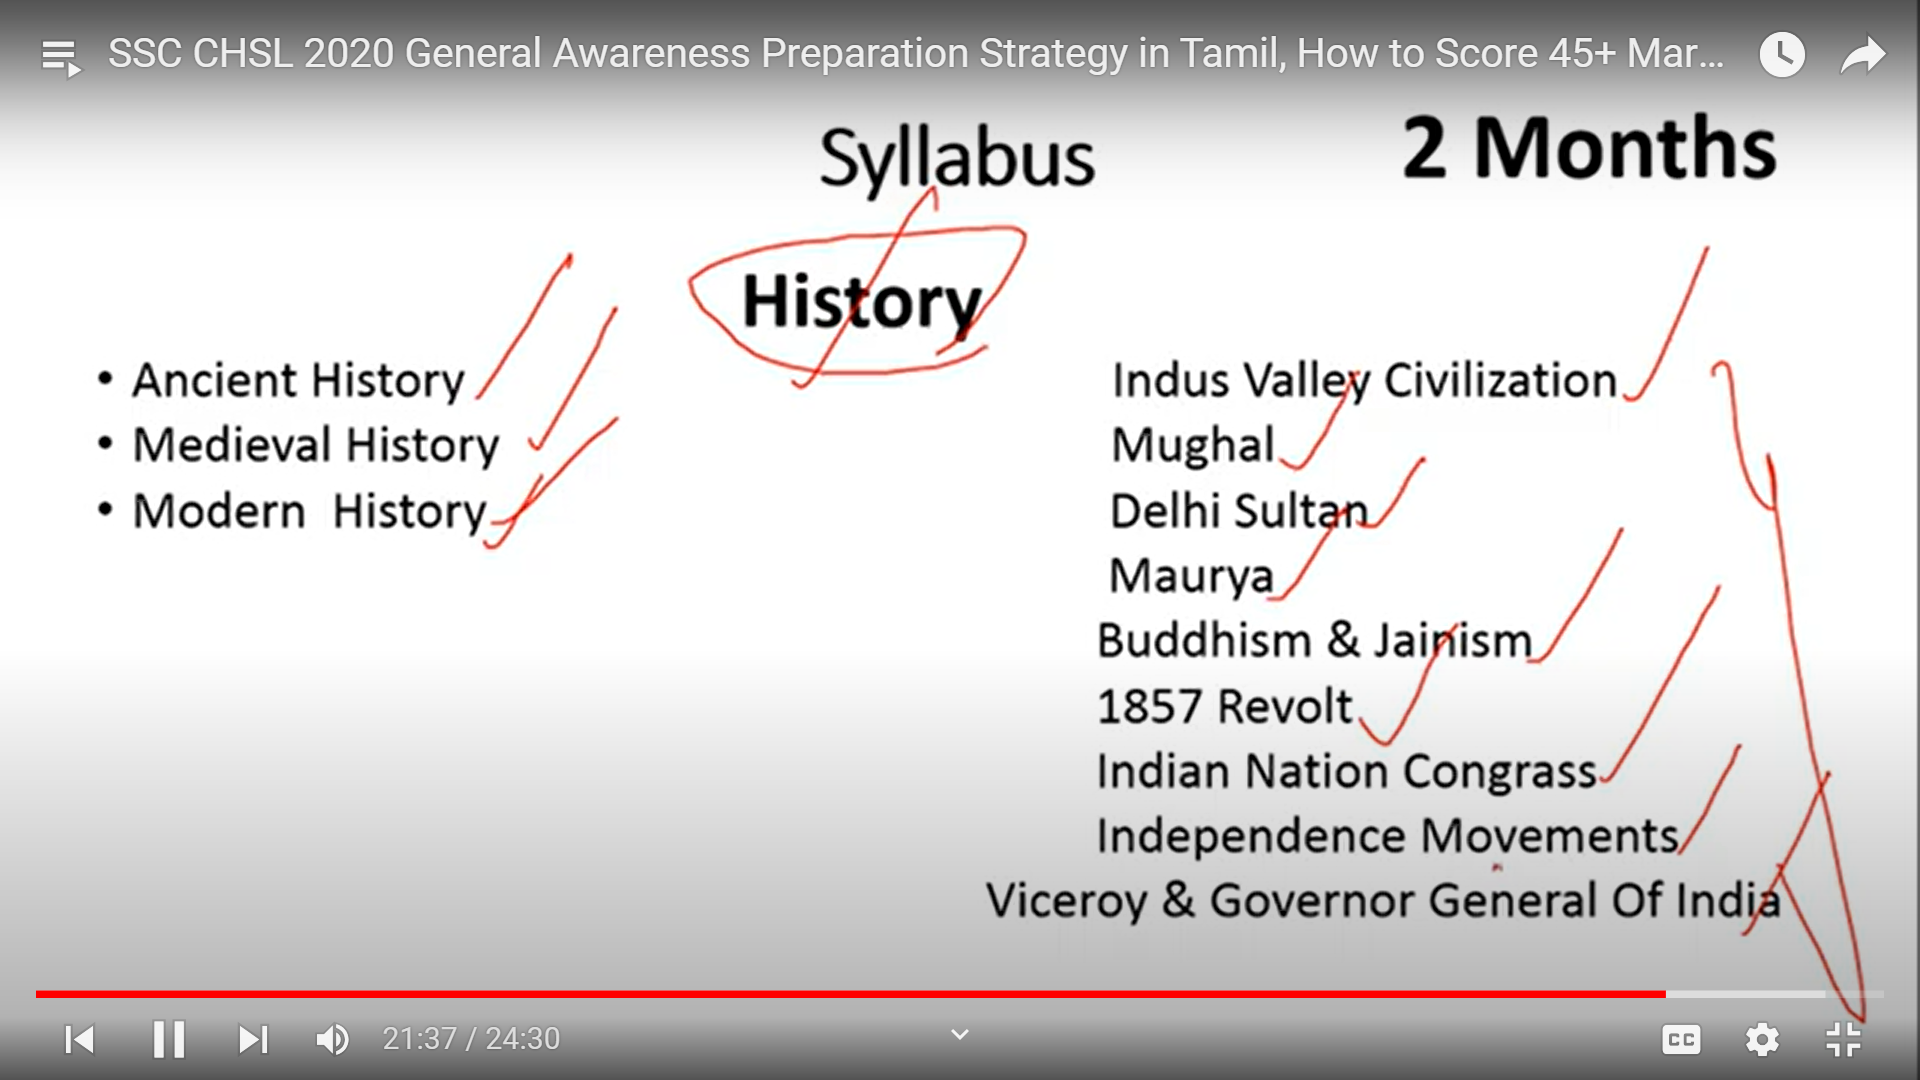 SSC CHSL 2020 General Awareness Preparation Strategy in Tamil, How to Score 45+ Mar...
Syllabus
2 Months
History
• Ancient History
• Medieval History
• Modern History
Indus Valley Civilization
Mughal
Delhi Sultan
Maurya
Buddhism & Jainism
1857 Revolt
Indian Nation Congrass
Independence Movements
Viceroy & Governor General Of India
21:37 / 24:30
CC